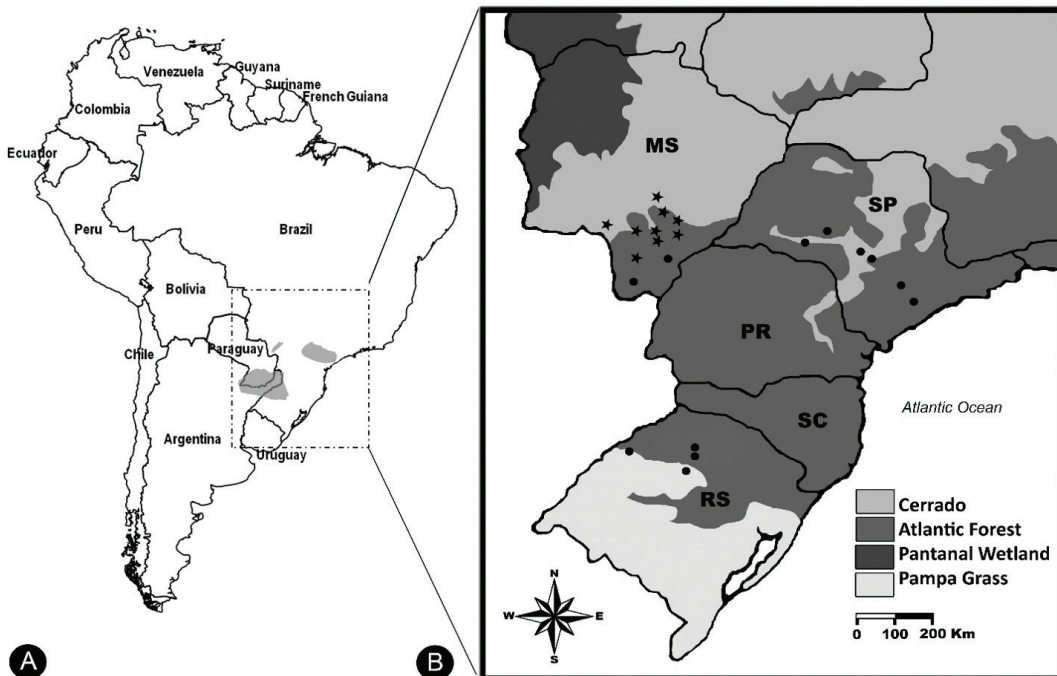 Guyana
Venezuela
Suriname
French Guiana
Colombia
Ecuador
Peru
Brazil
Bolivia
Paraguay
Chile
Argentina
Uruguay
A
B
MS
SP
PR
SC
Atlantic Ocean
RS
Cerrado
Atlantic Forest
Pantanal Wetland
Pampa Grass
N
W E
S
0 100 200 Km